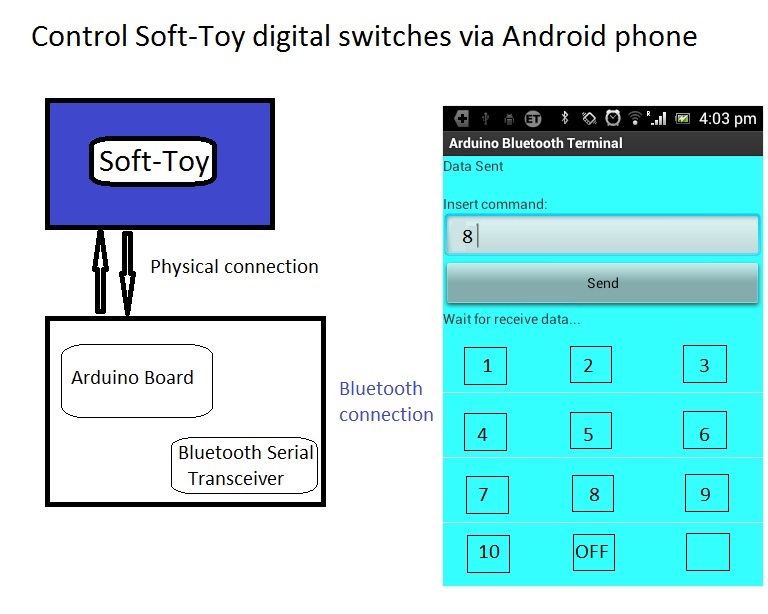 Control Soft-Toy digital switches via Android phone
Soft-Toy
Physical connection
Arduino Board
Bluetooth Serial
Transceiver
Bluetooth
connection
ET R 4:03 pm
Arduino Bluetooth Terminal
Data Sent
Insert command:
8
Send
Wait for receive data...
1 2 3
4 5 6
7 8 9
10 OFF